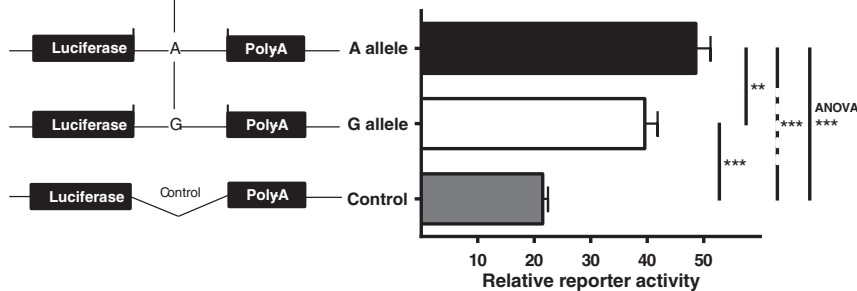 Luciferase A PolyA A allele
** ANOVA
*** ***
Luciferase G PolyA G allele
***
Luciferase Control PolyA Control
10 20 30 40 50
Relative reporter activity